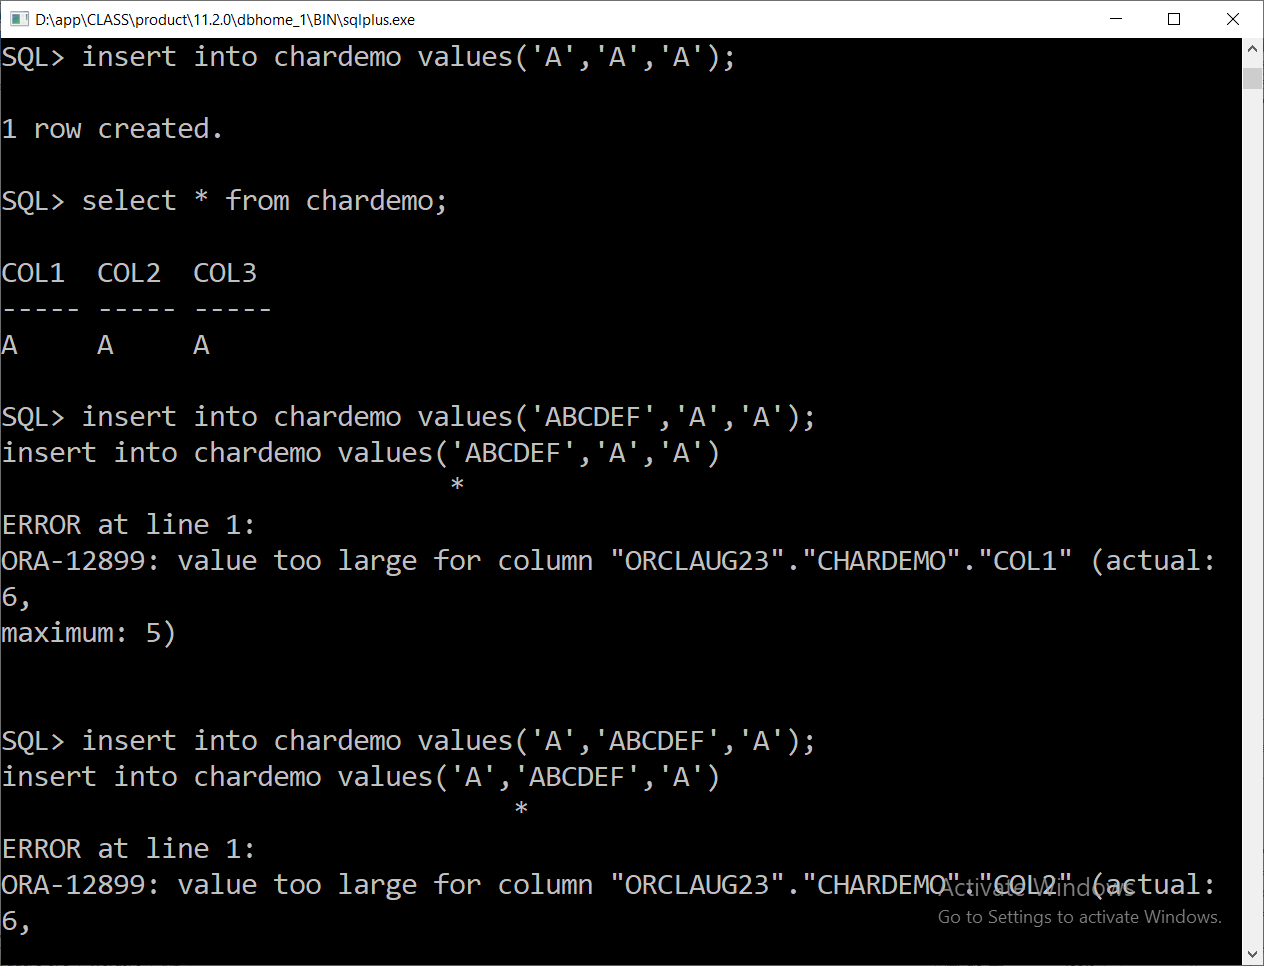 D:\app\CLASS\product\11.2.0\dbhome_1\BIN\sqlplus.exe
SQL> insert into chardemo values('A','A','A');
1 row created.
SQL> select * from chardemo;
COL1  COL2  COL3
----- ----- -----
A     A     A
SQL> insert into chardemo values('ABCDEF','A','A');
insert into chardemo values('ABCDEF','A','A')
                            *
ERROR at line 1:
ORA-12899: value too large for column "ORCLAUG23"."CHARDEMO"."COL1" (actual:
6,
maximum: 5)
SQL> insert into chardemo values('A','ABCDEF','A');
insert into chardemo values('A','ABCDEF','A')
                                *
ERROR at line 1:
ORA-12899: value too large for column "ORCLAUG23"."CHARDEMO"."COL2" (actual:
6,
Activate Windows
Go to Settings to activate Windows.